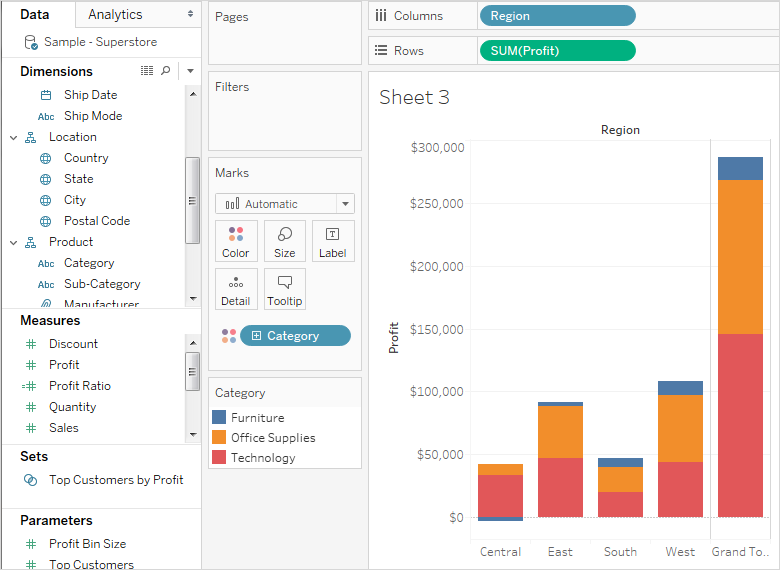 Data
Analytics
Sample - Superstore
Dimensions
Ship Date
Abc Ship Mode
Location
Country
State
City
Postal Code
Product
Abc Category
Abc Sub-Category
Manufacturer
Measures
Discount
Profit
Profit Ratio
Quantity
Sales
Sets
Top Customers by Profit
Parameters
Profit Bin Size
Top Customers
Pages
Filters
Marks
Automatic
Color Size Label
Detail Tooltip
Category
Category
Furniture
Office Supplies
Technology
Columns Region
Rows SUM(Profit)
Sheet 3
Region
Profit
$300,000
$250,000
$200,000
$150,000
$100,000
$50,000
$0
Central East South West Grand To..